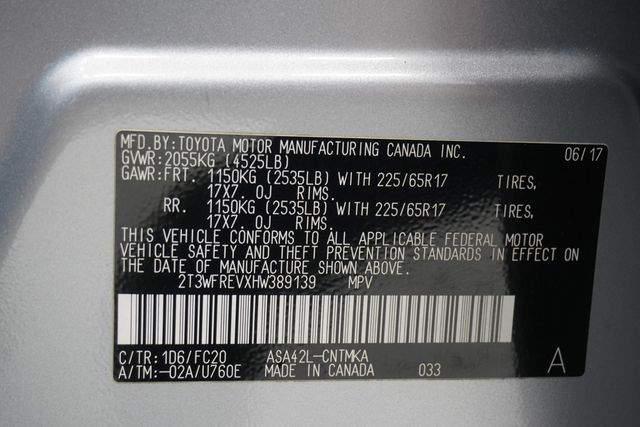 MFD.BY:TOYOTA MOTOR MANUFACTURING CANADA INC. 06/17
GVWR:2055KG (4525LB)
GAWR:FRT. 1150KG (2535LB) WITH 225/65R17 TIRES,
17X7. OJ RIMS.
RR. 1150KG (2535LB) WITH 225/65R17 TIRES,
17X7. OJ RIMS.
THIS VEHICLE CONFORMS TO ALL APPLICABLE FEDERAL MOTOR
VEHICLE SAFETY AND THEFT PREVENTION STANDARDS IN EFFECT ON
THE DATE OF MANUFACTURE SHOWN ABOVE.
2T3WFREVXHW389139 MPV
C/TR:1D6/FC20 ASA42L-CNTMKA
A/TM:-02A/U760E MADE IN CANADA 033 A